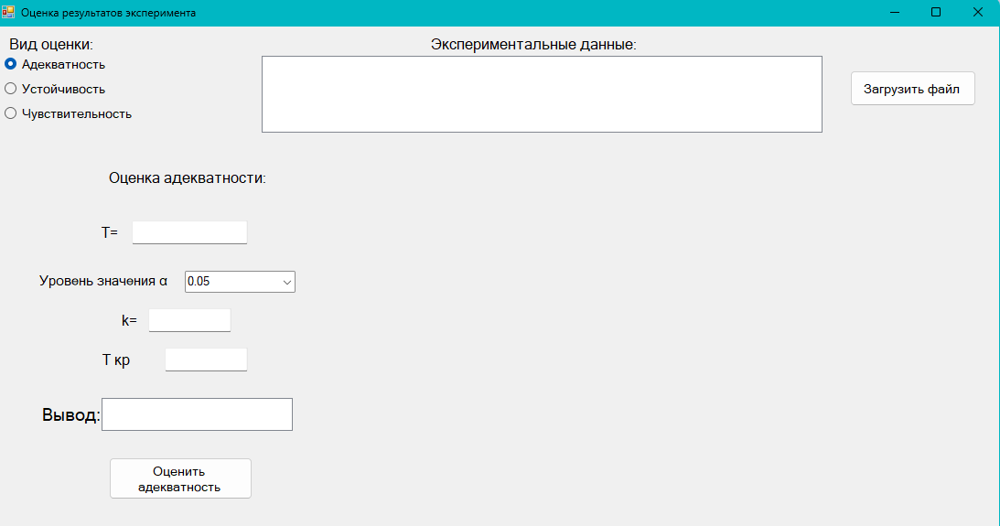 Оценка результатов эксперимента
Вид оценки:
Экспериментальные данные:
Адекватность
Устойчивость
Чувствительность
Загрузить файл
Оценка адекватности:
T=
Уровень значения α
0.05
k=
T кр
Вывод:
Оценить
адекватность